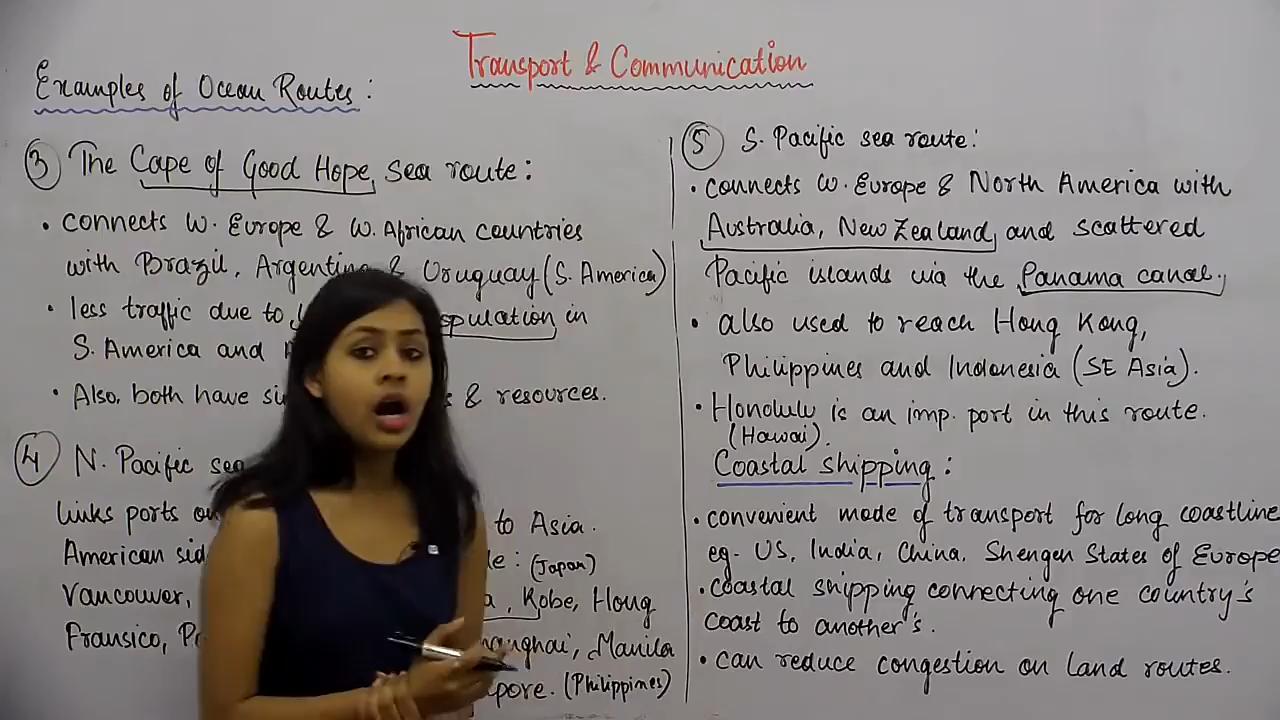 Transport & Communication
Examples of Ocean Routes:
3 The Cape of Good Hope sea route:
• connects W. Europe & W. African countries
with Brazil, Argentina & Uruguay (S. America)
• less traffic due to opulation in
S. America and
• Also, both have & resources.
4 N. Pacific sea
links ports to Asia.
American (Japan)
Vancouver, , Kobe, Hong
Fransico, Manila
(Philippines)
5 S. Pacific sea route:
• connects W. Europe & North America with
Australia, New Zealand, and scattered
Pacific islands via the Panama canal.
• also used to reach Hong Kong,
Philippines and Indonesia (SE Asia).
• Honolulu is an imp. port in this route.
(Hawai).
Coastal shipping:
• convenient mode of transport for long coastline
eg- US, India, China, Shengen States of Europe
• coastal shipping connecting one country's
coast to another's.
• can reduce congestion on land routes.